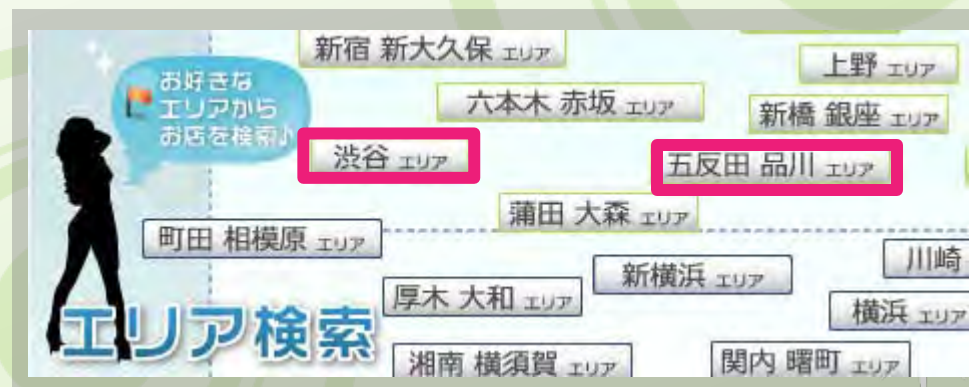 新宿 新大久保 エリア
上野 エリア
お好きな
エリアから
お店を検索♪
六本木 赤坂 エリア
新橋 銀座 エリア
渋谷 エリア
五反田 品川 エリア
蒲田 大森 エリア
町田 相模原 エリア
川崎
新横浜 エリア
厚木 大和 エリア
横浜 エリア
エリア検索
湘南 横須賀 エリア
関内 曙町 エリア